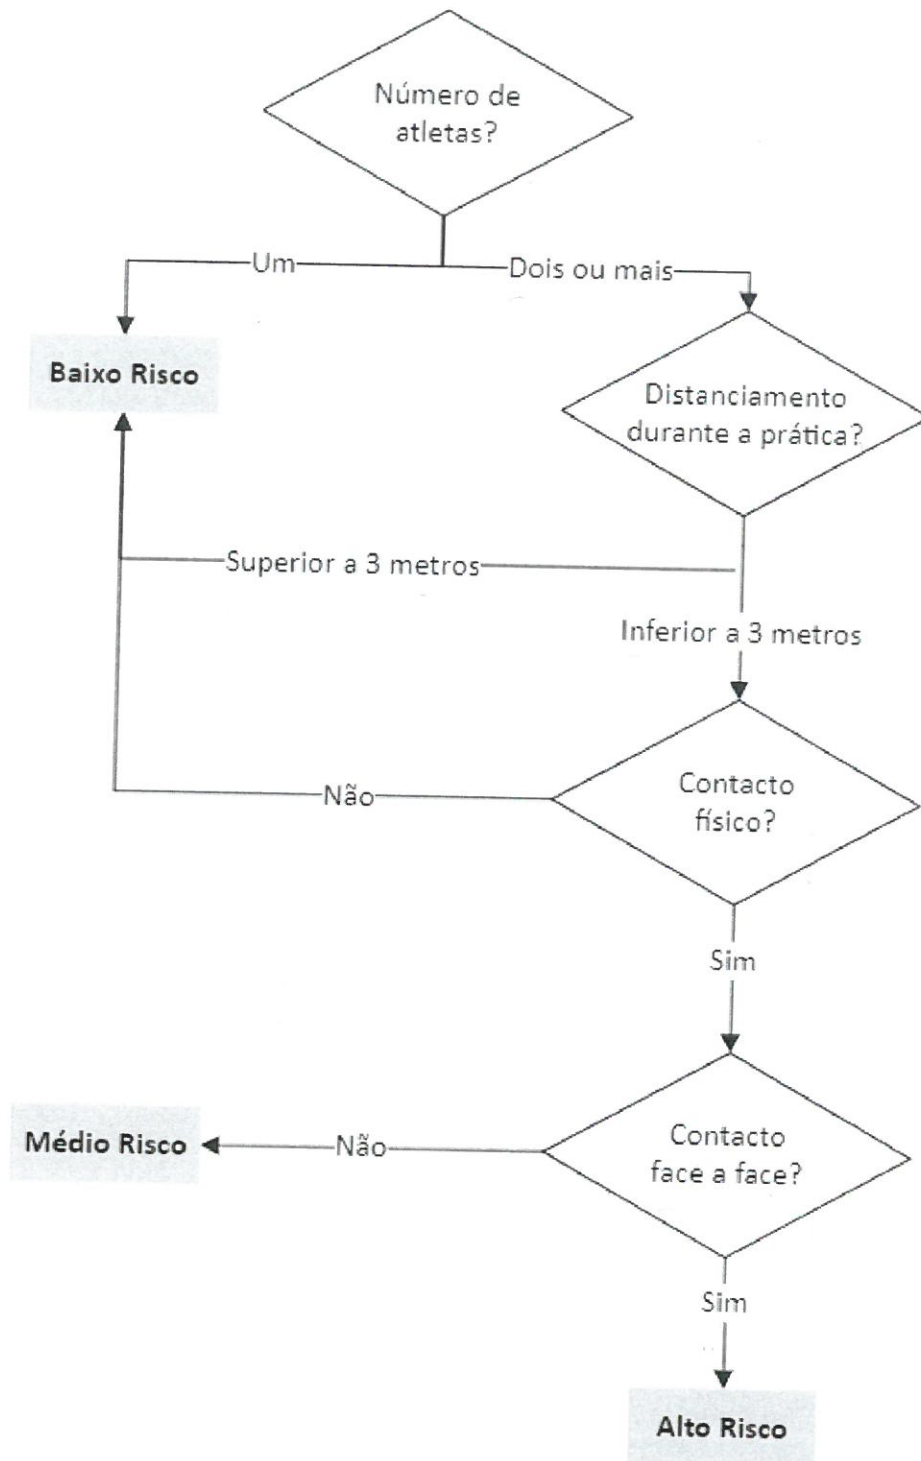 Número de
atletas?
Um
Dois ou mais
Baixo Risco
Distanciamento
durante a prática?
Superior a 3 metros
Inferior a 3 metros
Contacto
físico?
Não
Sim
Contacto
face a face?
Não
Médio Risco
Sim
Alto Risco